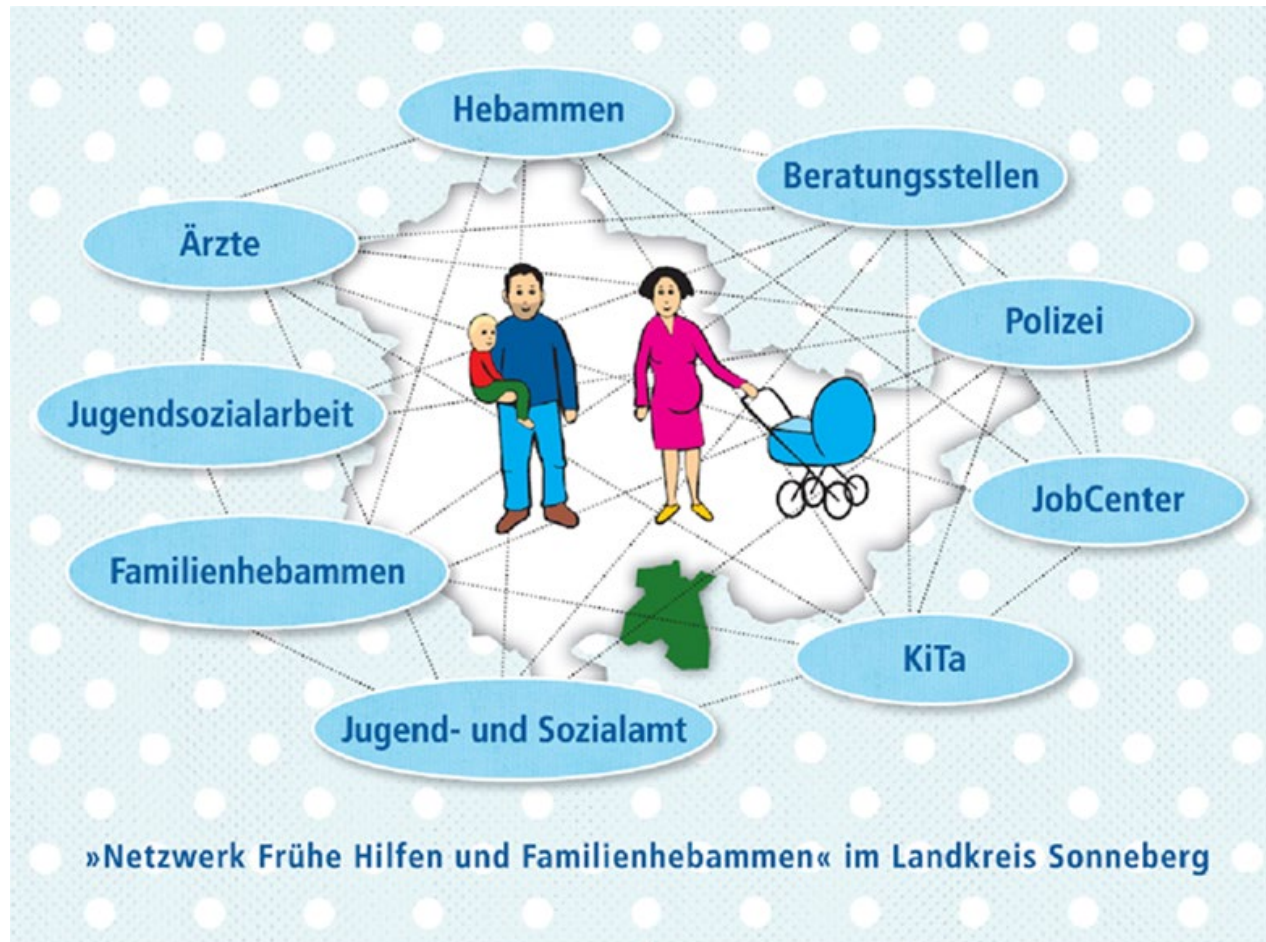 Hebammen
Beratungsstellen
Ärzte
Polizei
Jugendsozialarbeit
JobCenter
Familienhebammen
KiTa
Jugend- und Sozialamt
»Netzwerk Frühe Hilfen und Familienhebammen« im Landkreis Sonneberg